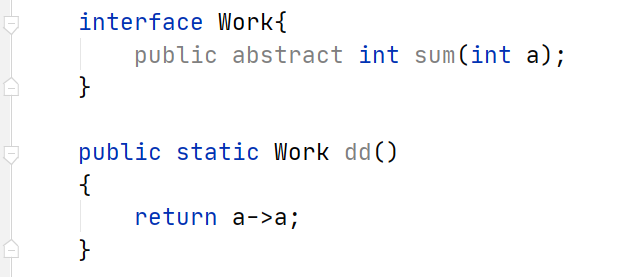 interface Work{
    public abstract int sum(int a);
}

public static Work dd()
{
    return a->a;
}